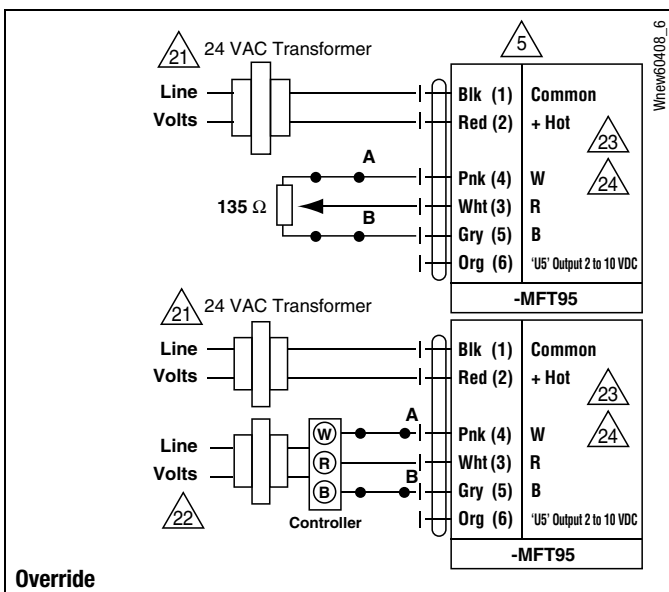 21 24 VAC Transformer
5
Wnew60408_6
Line
Volts
Blk (1) Common
Red (2) + Hot
23
A
Pnk (4) W
24
135 Ω
Wht (3) R
B
Gry (5) B
Org (6) 'U5' Output 2 to 10 VDC
-MFT95
21 24 VAC Transformer
Line
Volts
Blk (1) Common
Red (2) + Hot
23
A
W
Pnk (4) W
24
Line
R
Wht (3) R
Volts
B
B
Gry (5) B
22
Controller
Org (6) 'U5' Output 2 to 10 VDC
-MFT95
Override